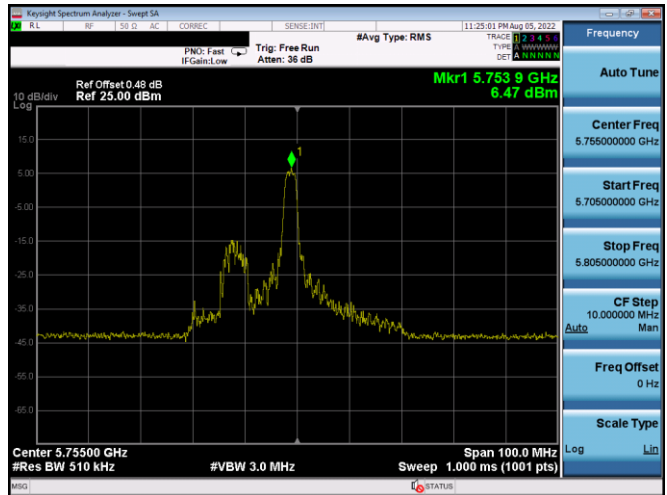 Keysight Spectrum Analyzer - Swept SA
RL RF 50 Ω AC CORREC SENSE:INT 11:25:01 PM Aug 05, 2022
#Avg Type: RMS
TRACE 1 2 3 4 5 6
PNO: Fast Trig: Free Run
TYPE A WWWWW
IFGain:Low Atten: 36 dB
DET A N N N N N
Mkr1 5.753 9 GHz
6.47 dBm
Ref Offset 0.48 dB
10 dB/div Ref 25.00 dBm
Log
15.0
1
5.00
-5.00
-15.0
-25.0
-35.0
-45.0
-55.0
-65.0
Center 5.75500 GHz Span 100.0 MHz
#Res BW 510 kHz #VBW 3.0 MHz Sweep 1.000 ms (1001 pts)
MSG STATUS
Frequency
Auto Tune
Center Freq
5.755000000 GHz
Start Freq
5.705000000 GHz
Stop Freq
5.805000000 GHz
CF Step
10.000000 MHz
Auto Man
Freq Offset
0 Hz
Scale Type
Log Lin